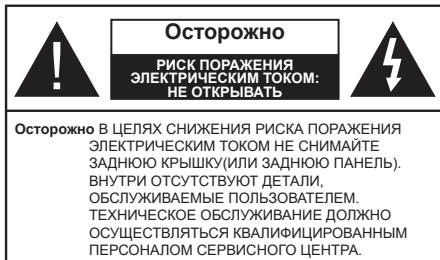 Осторожно
РИСК ПОРАЖЕНИЯ
ЭЛЕКТРИЧЕСКИМ ТОКОМ:
НЕ ОТКРЫВАТЬ
Осторожно В ЦЕЛЯХ СНИЖЕНИЯ РИСКА ПОРАЖЕНИЯ
ЭЛЕКТРИЧЕСКИМ ТОКОМ НЕ СНИМАЙТЕ
ЗАДНЮЮ КРЫШКУ(ИЛИ ЗАДНЮЮ ПАНЕЛЬ).
ВНУТРИ ОТСУТСТВУЮТ ДЕТАЛИ,
ОБСЛУЖИВАЕМЫЕ ПОЛЬЗОВАТЕЛЕМ.
ТЕХНИЧЕСКОЕ ОБСЛУЖИВАНИЕ ДОЛЖНО
ОСУЩЕСТВЛЯТЬСЯ КВАЛИФИЦИРОВАННЫМ
ПЕРСОНАЛОМ СЕРВИСНОГО ЦЕНТРА.